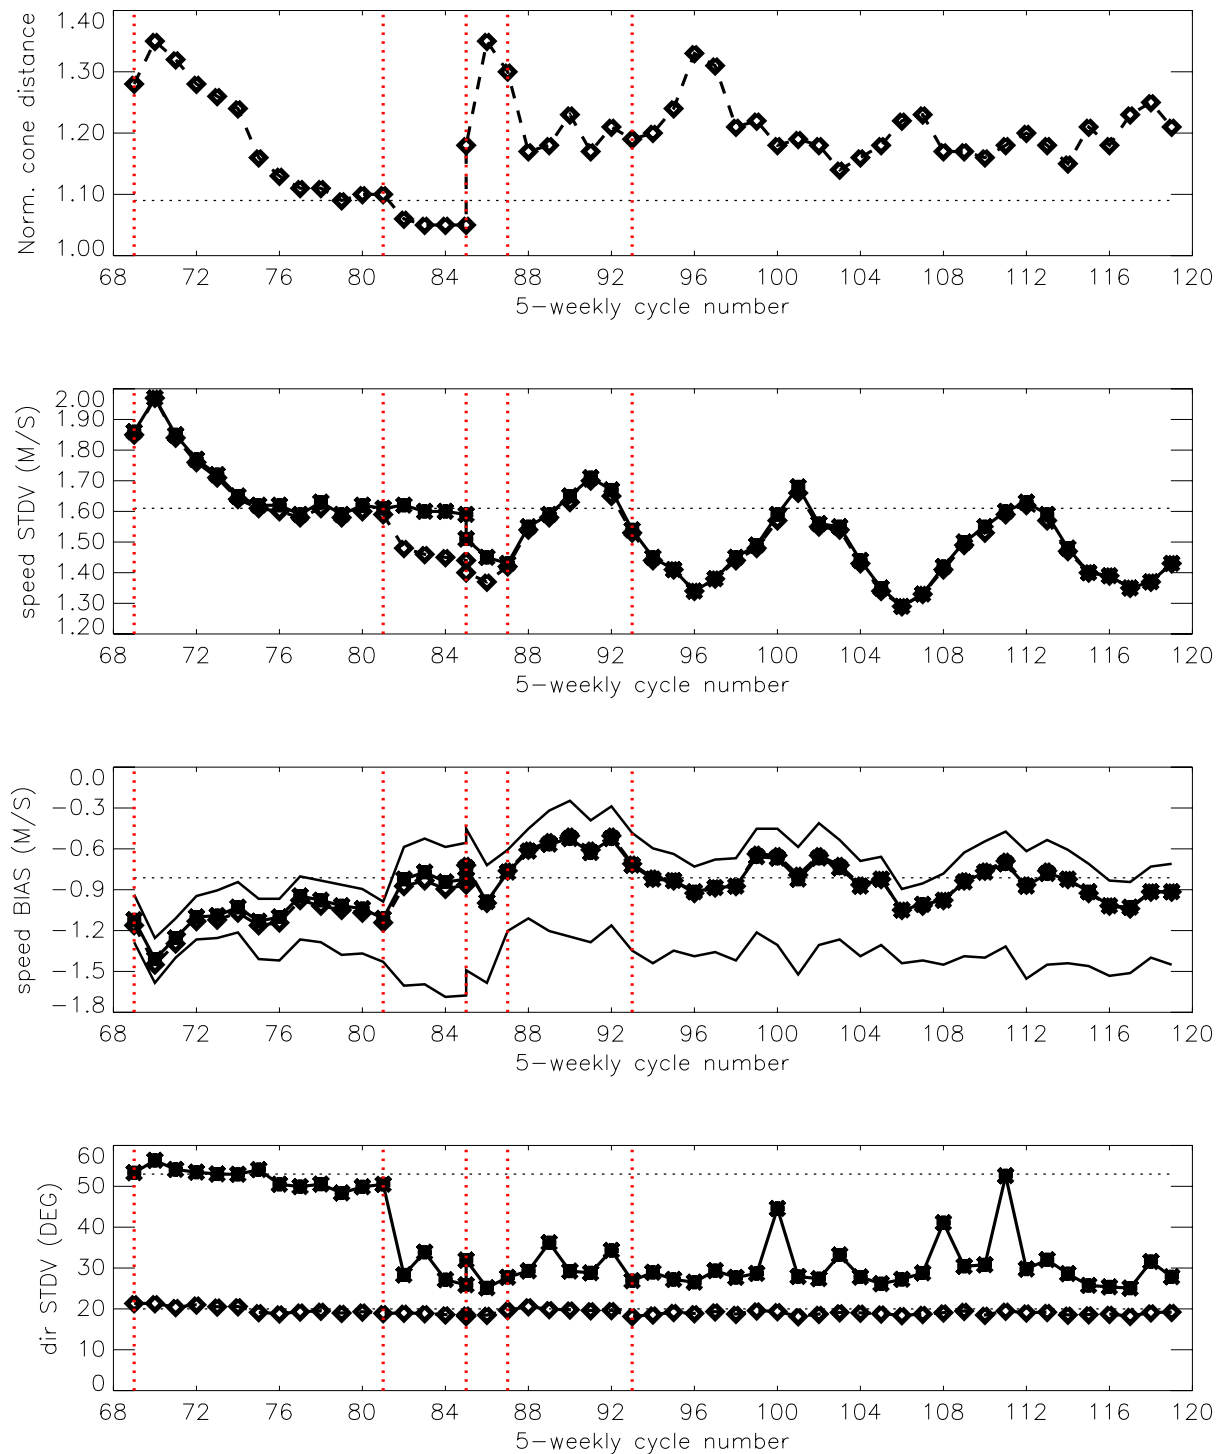 Norm. cone distance
1.40
1.30
1.20
1.10
1.00
68 72 76 80 84 88 92 96 100 104 108 112 116 120
5-weekly cycle number
speed STDV (M/S)
2.00
1.90
1.80
1.70
1.60
1.50
1.40
1.30
1.20
68 72 76 80 84 88 92 96 100 104 108 112 116 120
5-weekly cycle number
speed BIAS (M/S)
0.0
-0.3
-0.6
-0.9
-1.2
-1.5
-1.8
68 72 76 80 84 88 92 96 100 104 108 112 116 120
5-weekly cycle number
dir STDV (DEG)
60
50
40
30
20
10
0
68 72 76 80 84 88 92 96 100 104 108 112 116 120
5-weekly cycle number